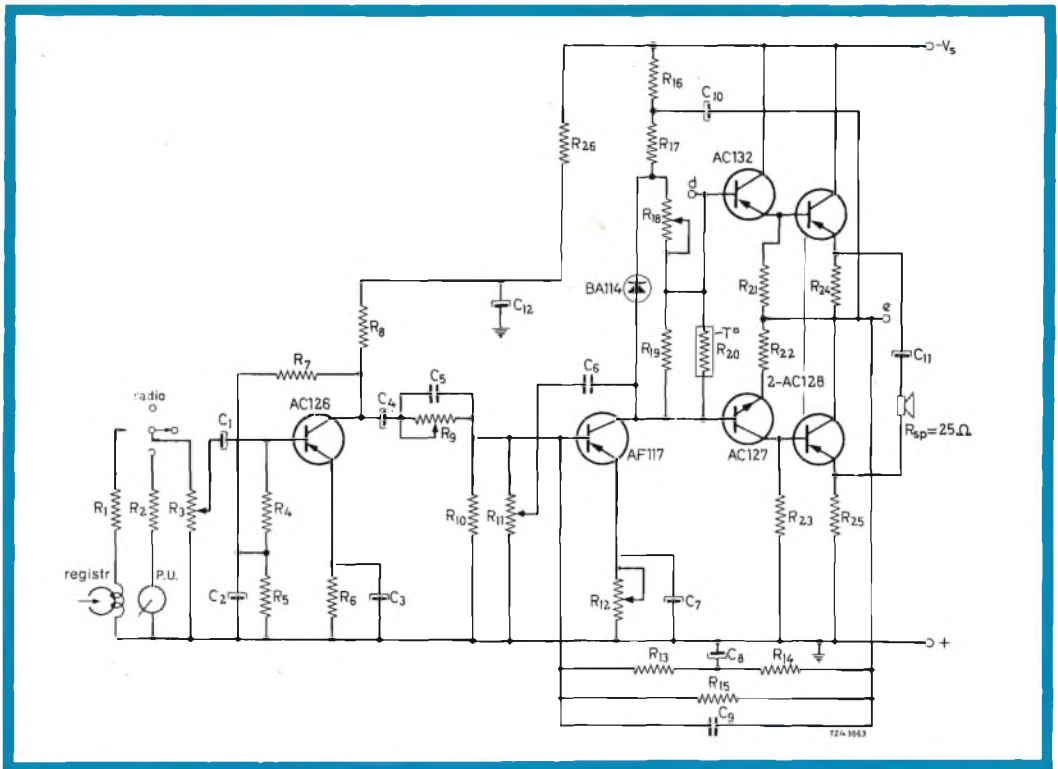 -Vs
R16
C10
R26
R17
AC132
d
R18
BA114
R21
R24
C12
e
R8
-T°
R19
R20
R22
C11
R7
C5
C6
2-AC128
radio
AC126
C4
C1
R9
Rsp=25Ω
AF117
AC127
R1
R2
R3
R4
R10
R11
R23
R25
registr
P.U.
C2
R5
R6
C3
R12
C7
+
R13
C8
R14
R15
C9